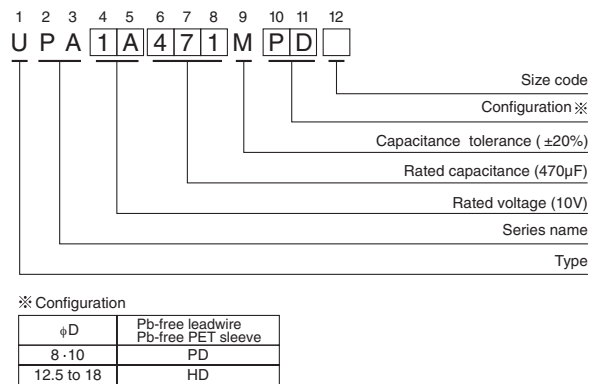 1 2 3 4 5 6 7 8 9 10 11 12
U P A 1 A 4 7 1 M P D
Size code
Configuration※
Capacitance tolerance ( ±20%)
Rated capacitance (470µF)
Rated voltage (10V)
Series name
Type
※ Configuration
ϕD
Pb-free leadwire
Pb-free PET sleeve
8 · 10 PD
12.5 to 18 HD